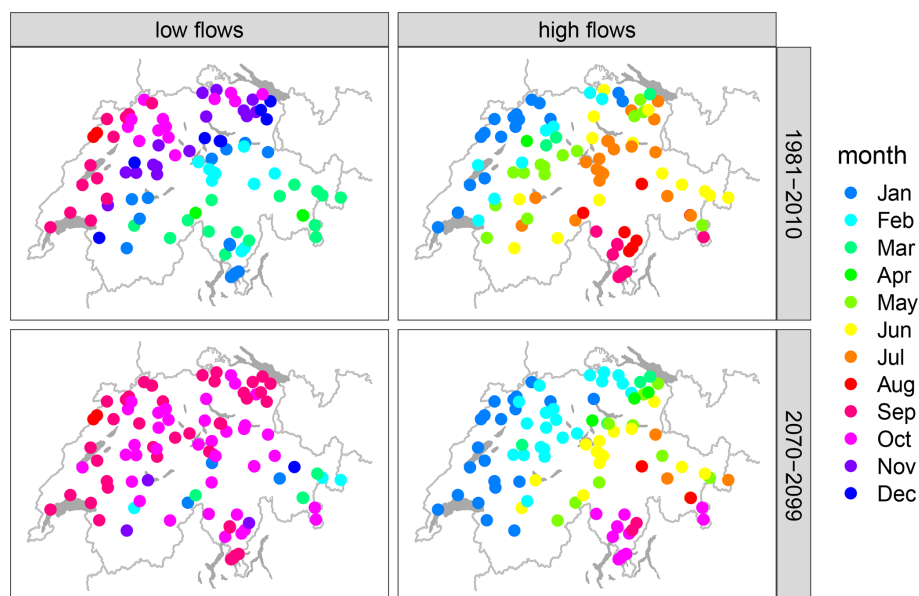 low flows
high flows
1981−2010
2070−2099
month
Jan
Feb
Mar
Apr
May
Jun
Jul
Aug
Sep
Oct
Nov
Dec